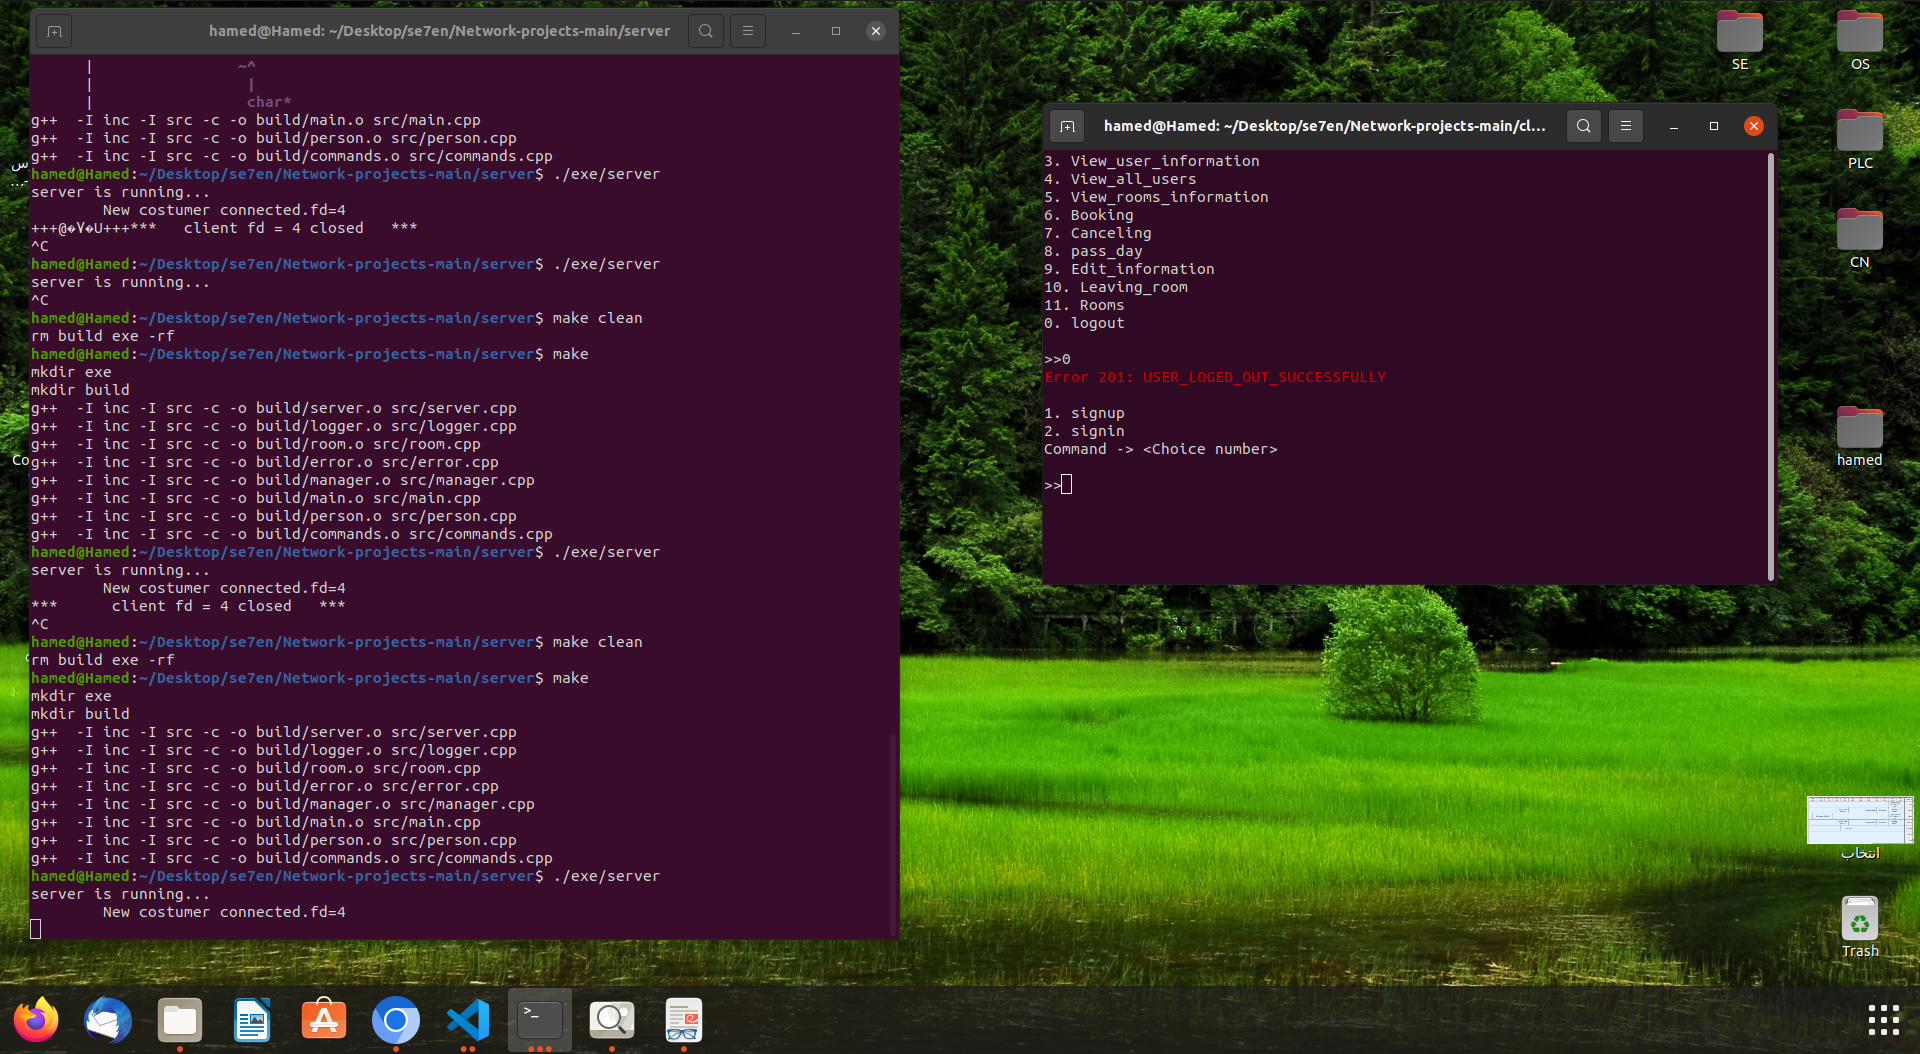 hamed@Hamed: ~/Desktop/se7en/Network-projects-main/server
| ~^
| |
| char*
g++  -I inc -I src -c -o build/main.o src/main.cpp
g++  -I inc -I src -c -o build/person.o src/person.cpp
g++  -I inc -I src -c -o build/commands.o src/commands.cpp
hamed@Hamed:~/Desktop/se7en/Network-projects-main/server$ ./exe/server
server is running...
New costumer connected.fd=4
+++@�V�U+++***   client fd = 4 closed   ***
^C
hamed@Hamed:~/Desktop/se7en/Network-projects-main/server$ ./exe/server
server is running...
^C
hamed@Hamed:~/Desktop/se7en/Network-projects-main/server$ make clean
rm build exe -rf
hamed@Hamed:~/Desktop/se7en/Network-projects-main/server$ make
mkdir exe
mkdir build
g++  -I inc -I src -c -o build/server.o src/server.cpp
g++  -I inc -I src -c -o build/logger.o src/logger.cpp
g++  -I inc -I src -c -o build/room.o src/room.cpp
g++  -I inc -I src -c -o build/error.o src/error.cpp
g++  -I inc -I src -c -o build/manager.o src/manager.cpp
g++  -I inc -I src -c -o build/main.o src/main.cpp
g++  -I inc -I src -c -o build/person.o src/person.cpp
g++  -I inc -I src -c -o build/commands.o src/commands.cpp
hamed@Hamed:~/Desktop/se7en/Network-projects-main/server$ ./exe/server
server is running...
New costumer connected.fd=4
***      client fd = 4 closed   ***
^C
hamed@Hamed:~/Desktop/se7en/Network-projects-main/server$ make clean
rm build exe -rf
hamed@Hamed:~/Desktop/se7en/Network-projects-main/server$ make
mkdir exe
mkdir build
g++  -I inc -I src -c -o build/server.o src/server.cpp
g++  -I inc -I src -c -o build/logger.o src/logger.cpp
g++  -I inc -I src -c -o build/room.o src/room.cpp
g++  -I inc -I src -c -o build/error.o src/error.cpp
g++  -I inc -I src -c -o build/manager.o src/manager.cpp
g++  -I inc -I src -c -o build/main.o src/main.cpp
g++  -I inc -I src -c -o build/person.o src/person.cpp
g++  -I inc -I src -c -o build/commands.o src/commands.cpp
hamed@Hamed:~/Desktop/se7en/Network-projects-main/server$ ./exe/server
server is running...
New costumer connected.fd=4
hamed@Hamed: ~/Desktop/se7en/Network-projects-main/cl...
3. View_user_information
4. View_all_users
5. View_rooms_information
6. Booking
7. Canceling
8. pass_day
9. Edit_information
10. Leaving_room
11. Rooms
0. logout
>>0
Error 201: USER_LOGED_OUT_SUCCESSFULLY
1. signup
2. signin
Command -> <Choice number>
>>
SE
OS
PLC
CN
hamed
انتخاب
Trash
Co